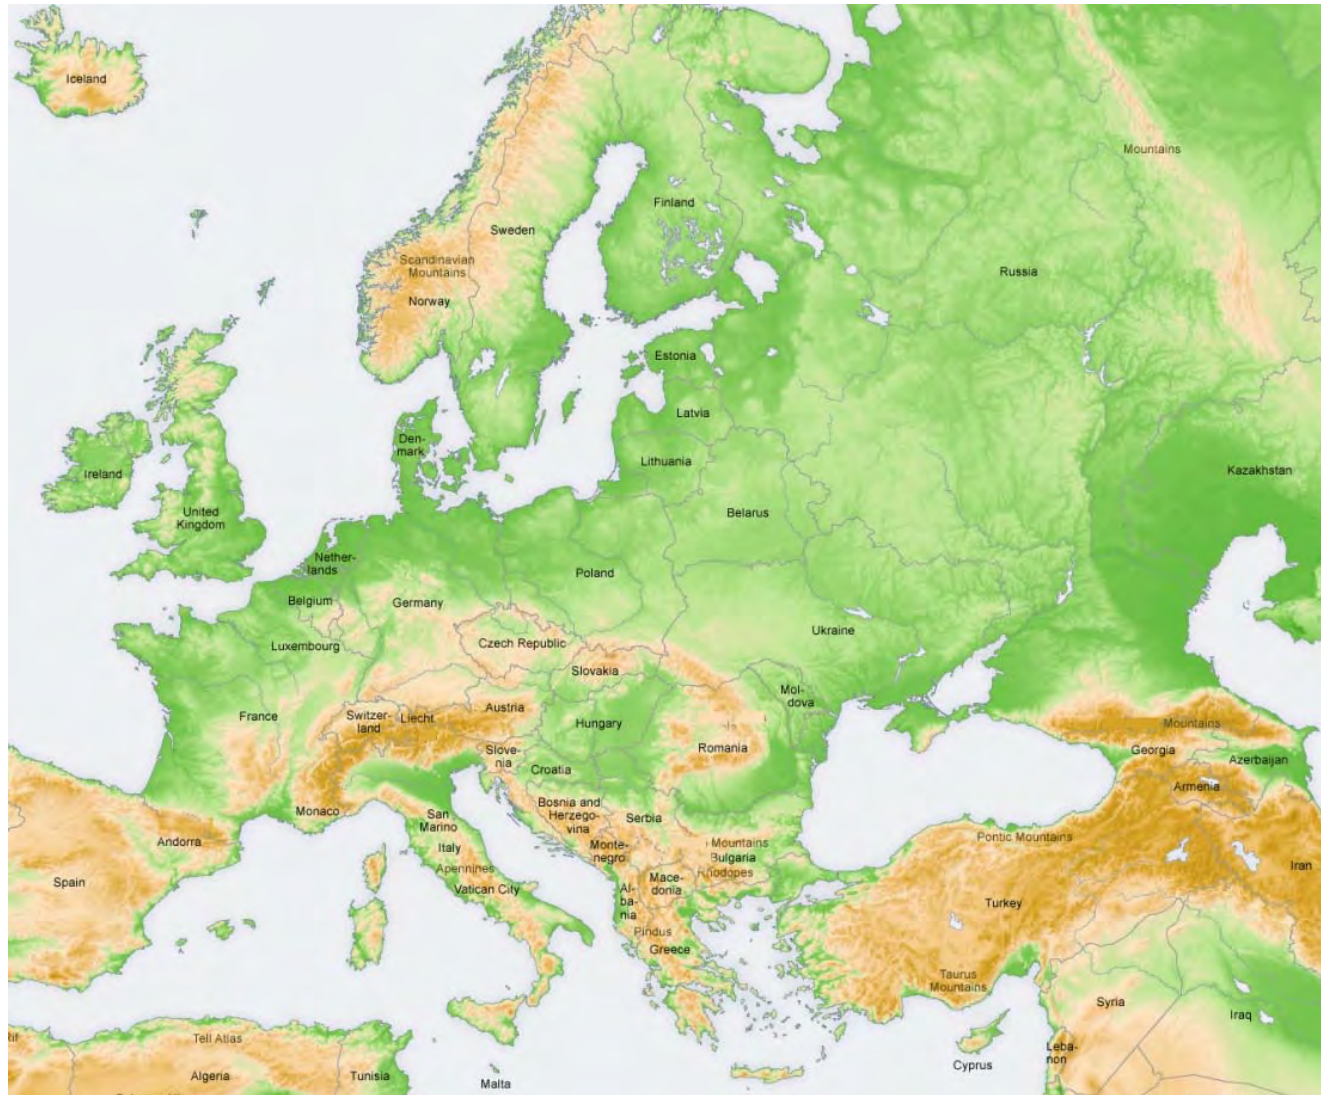 Iceland
Mountains
Finland
Sweden
Scandinavian
Mountains
Russia
Norway
Estonia
Latvia
Den-
mark
Lithuania
Kazakhstan
Ireland
United
Kingdom
Belarus
Nether-
lands
Poland
Belgium
Germany
Ukraine
Czech Republic
Luxembourg
Slovakia
Mol-
dova
Austria
France
Switzer-
land
Liecht
Hungary
Mountains
Romania
Georgia
Slove-
nia
Azerbaijan
Croatia
Armenia
Bosnia and
Herzego-
vina
Monaco
San
Marino
Serbia
Pontic Mountains
Andorra
Italy
Monte-
negro
Mountains
Bulgaria
Iran
Apennines
Rhodopes
Spain
Vatican City
Mace-
donia
Al-
ba-
nia
Turkey
Pindus
Greece
Taurus
Mountains
Syria
Iraq
Tell Atlas
Leba-
non
Cyprus
Algeria
Tunisia
Malta